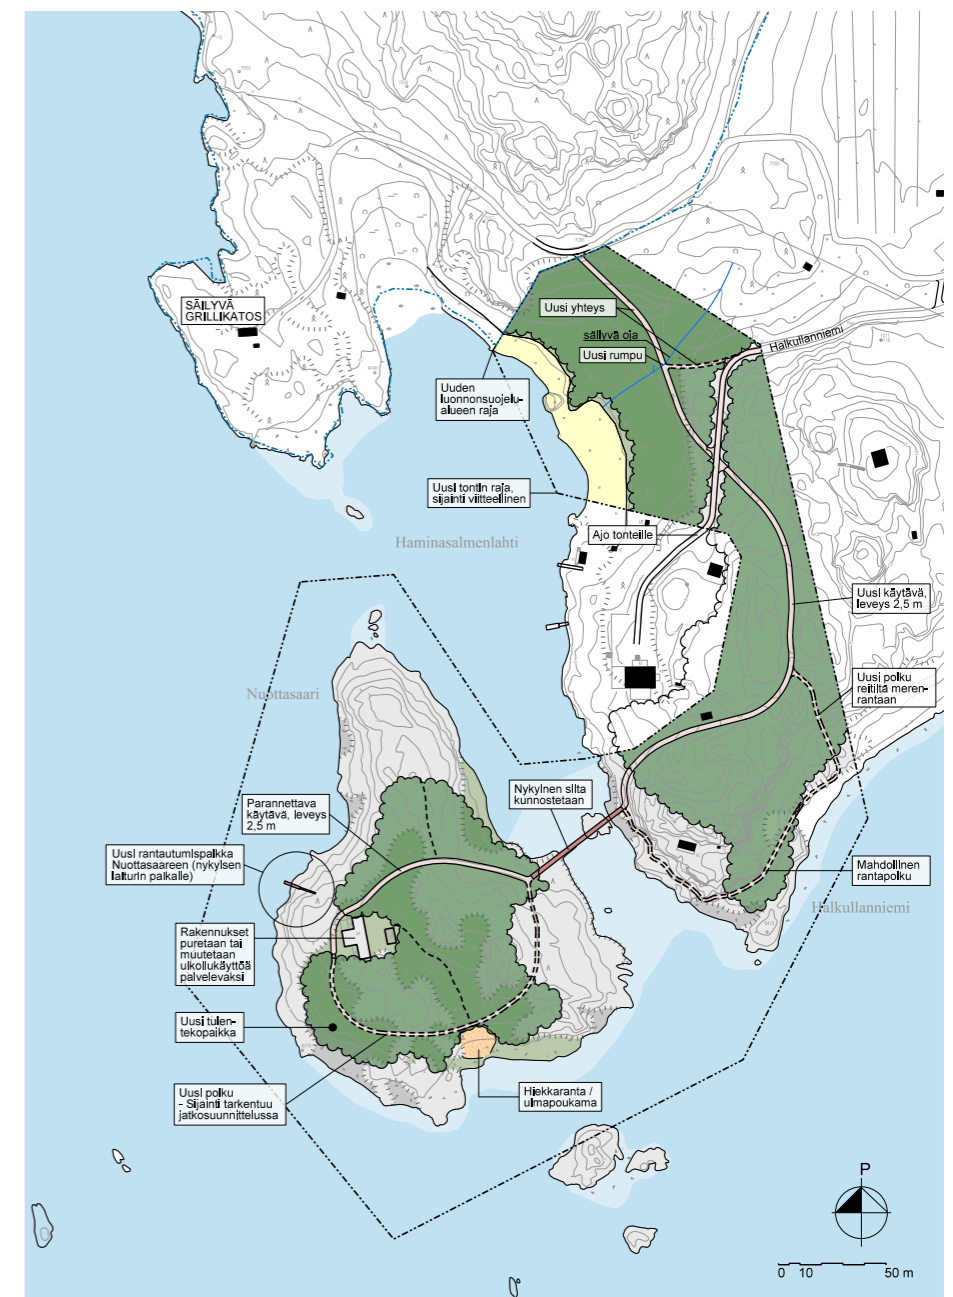 SÄILYVÄ
GRILLIKATOS
Uusi yhteys
säilyvä oja
Uusi rumpu
Halkullanniemi
Uuden
luonnonsuojelu-
alueen raja
Uusi tontin raja,
sijainti viitteellinen
Haminasalmenlahti
Ajo tonteille
Uusi käytävä,
leveys 2,5 m
Uusi polku
reitiltä meren-
rantaan
Nuottasaari
Nykyinen silta
kunnostetaan
Parannettava
käytävä, leveys
2,5 m
Uusi rantautumispaikka
Nuottasaareen (nykyisen
laiturin paikalle)
Mahdollinen
rantapolku
Halkullanniemi
Rakennukset
puretaan tai
muutetaan
ulkoilukäyttöä
palvelevaksi
Uusi tulen-
tekopaikka
Uusi polku
- Sijainti tarkentuu
jatkosuunnittelussa
Hiekkaranta /
uimapoukama
P
0 10 50 m